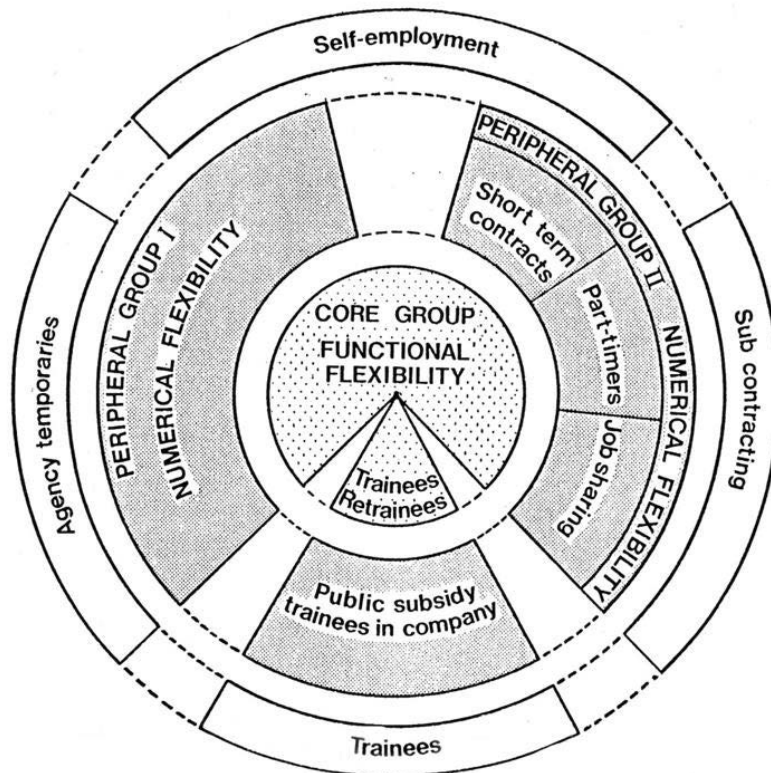 Self-employment
PERIPHERAL GROUP I
NUMERICAL FLEXIBILITY
PERIPHERAL GROUP II
NUMERICAL FLEXIBILITY
Short term
contracts
Part-timers
Job sharing
CORE GROUP
FUNCTIONAL
FLEXIBILITY
Trainees
Retrainees
Agency temporaries
Sub contracting
Public subsidy
trainees in company
Trainees